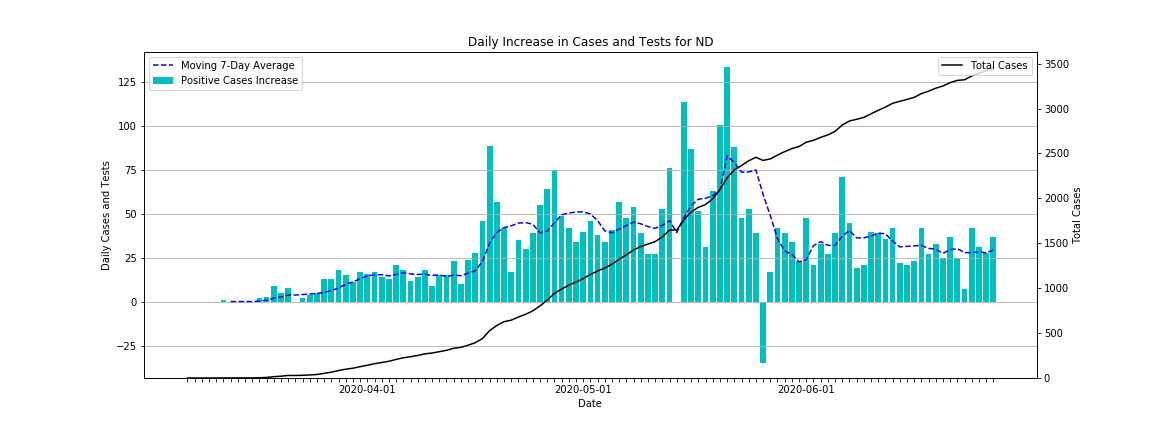 Daily Increase in Cases and Tests for ND
Moving 7-Day Average
Positive Cases Increase
Total Cases
125
100
75
50
25
0
−25
Daily Cases and Tests
3500
3000
2500
2000
1500
1000
500
0
Total Cases
2020-04-01
2020-05-01
2020-06-01
Date